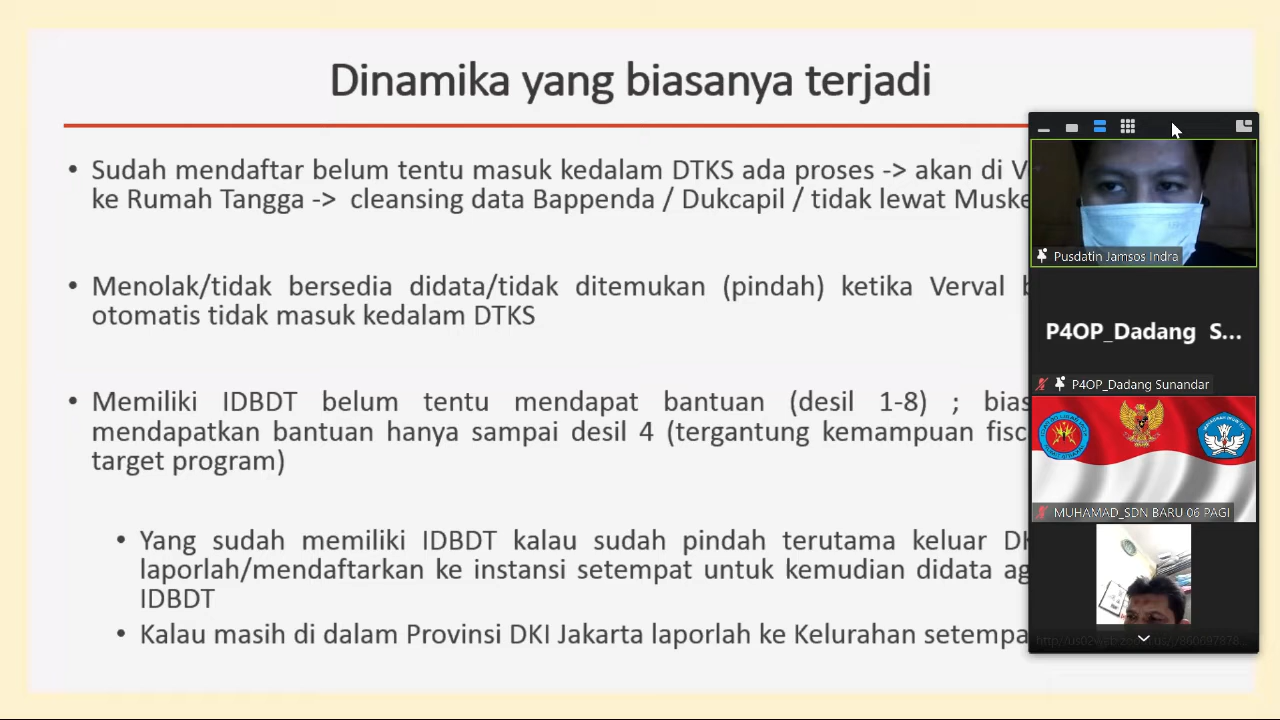 Dinamika yang biasanya terjadi
• Sudah mendaftar belum tentu masuk kedalam DTKS ada proses -> akan di V
ke Rumah Tangga -> cleansing data Bappenda / Dukcapil / tidak lewat Muske
• Menolak/tidak bersedia didata/tidak ditemukan (pindah) ketika Verval
otomatis tidak masuk kedalam DTKS
• Memiliki IDBDT belum tentu mendapat bantuan (desil 1-8) ; bias
mendapatkan bantuan hanya sampai desil 4 (tergantung kemampuan fisc
target program)
• Yang sudah memiliki IDBDT kalau sudah pindah terutama keluar DK
laporlah/mendaftarkan ke instansi setempat untuk kemudian didata ag
IDBDT
• Kalau masih di dalam Provinsi DKI Jakarta laporlah ke Kelurahan setempa
Pusdatin Jamsos Indra
P4OP_Dadang S...
P4OP_Dadang Sunandar
MUHAMAD_SDN BARU 06 PAGI